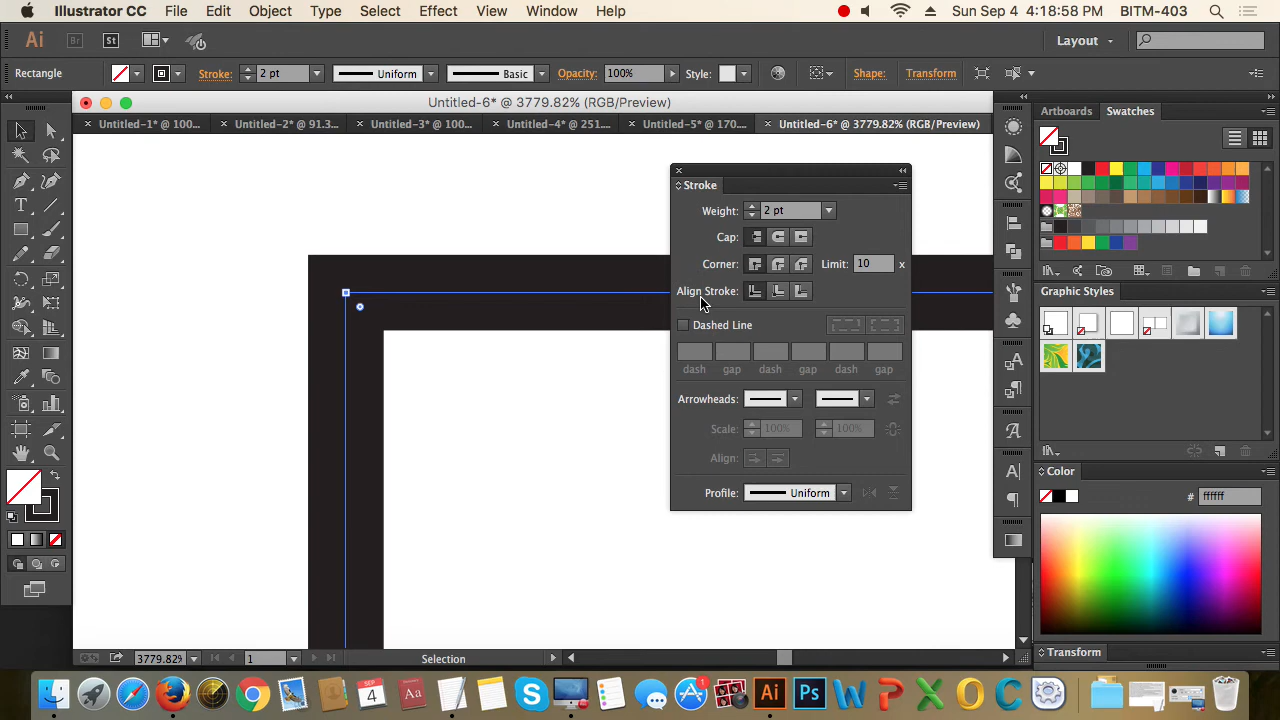 Illustrator CC File Edit Object Type Select Effect View Window Help Sun Sep 4 4:18:58 PM BITM-403
Ai Br St Layout
Rectangle Stroke: 2 pt Uniform Basic Opacity: 100% Style: Shape: Transform
Untitled-6* @ 3779.82% (RGB/Preview)
Untitled-1* @ 100... Untitled-2* @ 91.3... Untitled-3* @ 100... Untitled-4* @ 251.... Untitled-5* @ 170.... Untitled-6* @ 3779.82% (RGB/Preview)
Artboards Swatches
Stroke
Weight: 2 pt
Cap:
Corner: Limit: 10 x
Align Stroke:
Dashed Line
dash gap dash gap dash gap
Arrowheads:
Scale: 100% 100%
Align:
Profile: Uniform
Graphic Styles
Color
# ffffff
Transform
3779.82% 1 Selection